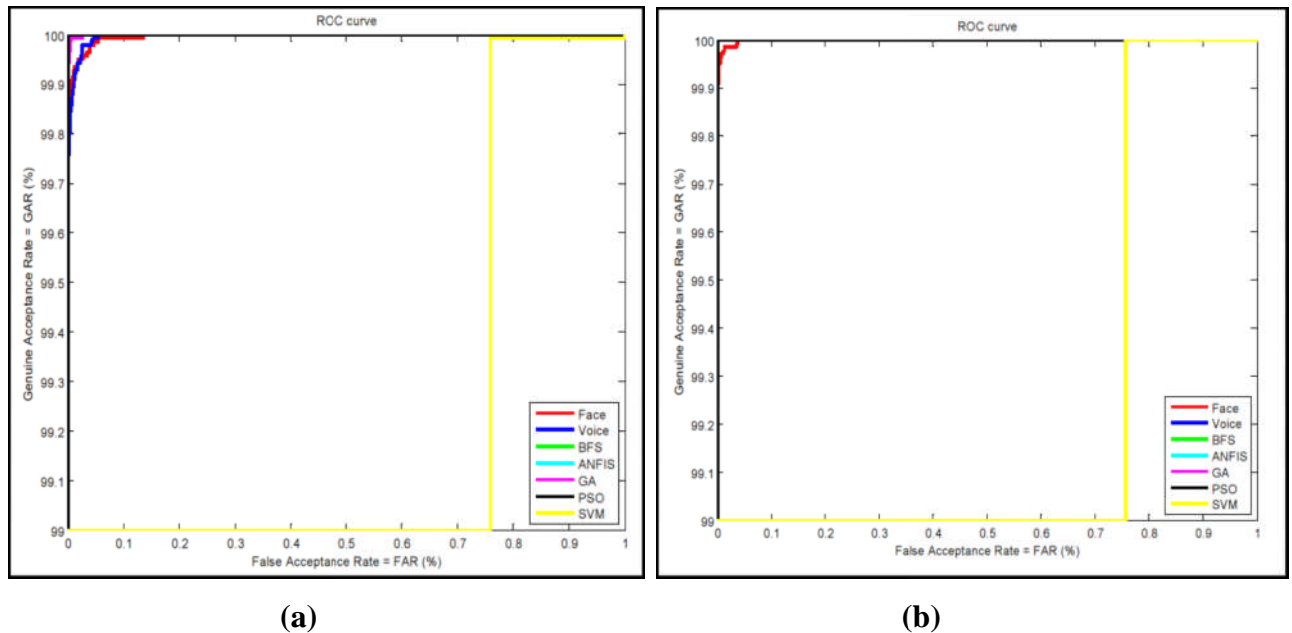 ROC curve
100
99.9
99.8
99.7
99.6
99.5
99.4
99.3
99.2
99.1
99
Genuine Acceptance Rate = GAR (%)
0 0.1 0.2 0.3 0.4 0.5 0.6 0.7 0.8 0.9 1
False Acceptance Rate = FAR (%)
Face
Voice
BFS
ANFIS
GA
PSO
SVM
(a)
ROC curve
100
99.9
99.8
99.7
99.6
99.5
99.4
99.3
99.2
99.1
99
Genuine Acceptance Rate = GAR (%)
0 0.1 0.2 0.3 0.4 0.5 0.6 0.7 0.8 0.9 1
False Acceptance Rate = FAR (%)
Face
Voice
BFS
ANFIS
GA
PSO
SVM
(b)